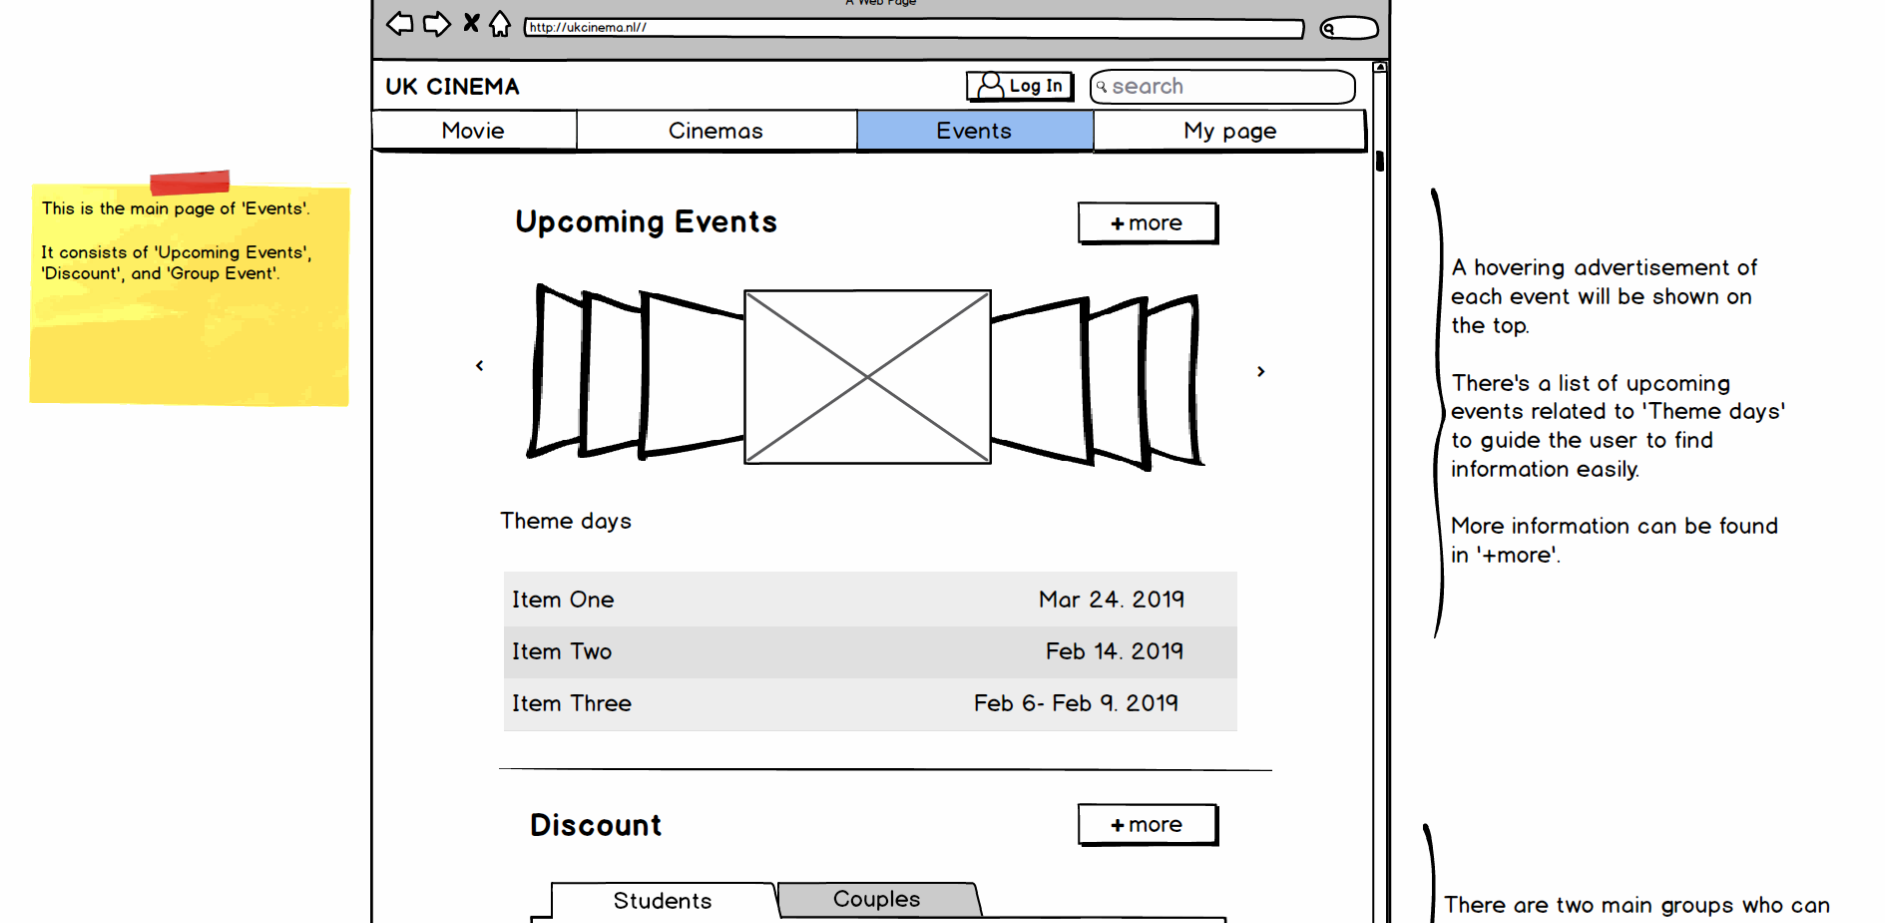 A Web Page
http://ukcinema.nl//
UK CINEMA
Log In
search
Movie
Cinemas
Events
My page
This is the main page of 'Events'.
It consists of 'Upcoming Events',
'Discount', and 'Group Event'.
Upcoming Events
+more
A hovering advertisement of
each event will be shown on
the top.
There's a list of upcoming
events related to 'Theme days'
to guide the user to find
information easily.
More information can be found
in '+more'.
Theme days
Item One Mar 24. 2019
Item Two Feb 14. 2019
Item Three Feb 6- Feb 9. 2019
Discount
+more
Students
Couples
There are two main groups who can